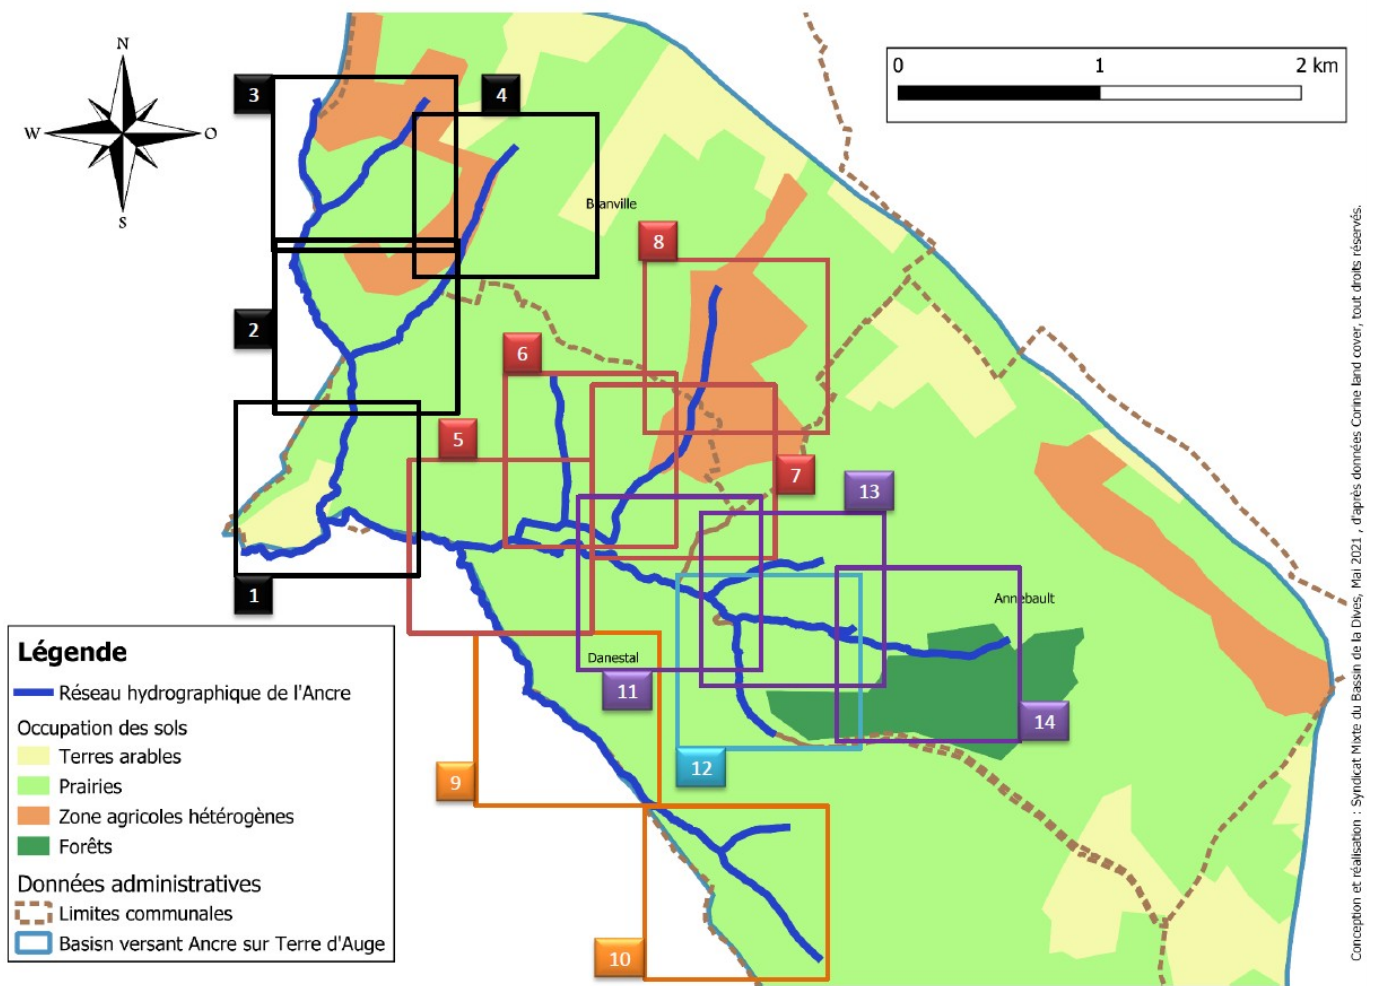 N
W
O
S
0 1 2 km
3
4
Branville
8
2
6
5
7
13
1
Annebault
Danestal
11
14
12
9
10
Légende
Réseau hydrographique de l'Ancre
Occupation des sols
Terres arables
Prairies
Zone agricoles hétérogènes
Forêts
Données administratives
Limites communales
Basisn versant Ancre sur Terre d'Auge
Conception et réalisation : Syndicat Mixte du Bassin de la Dives, Mai 2021 , d'après données Corine land cover, tout droits réservés.